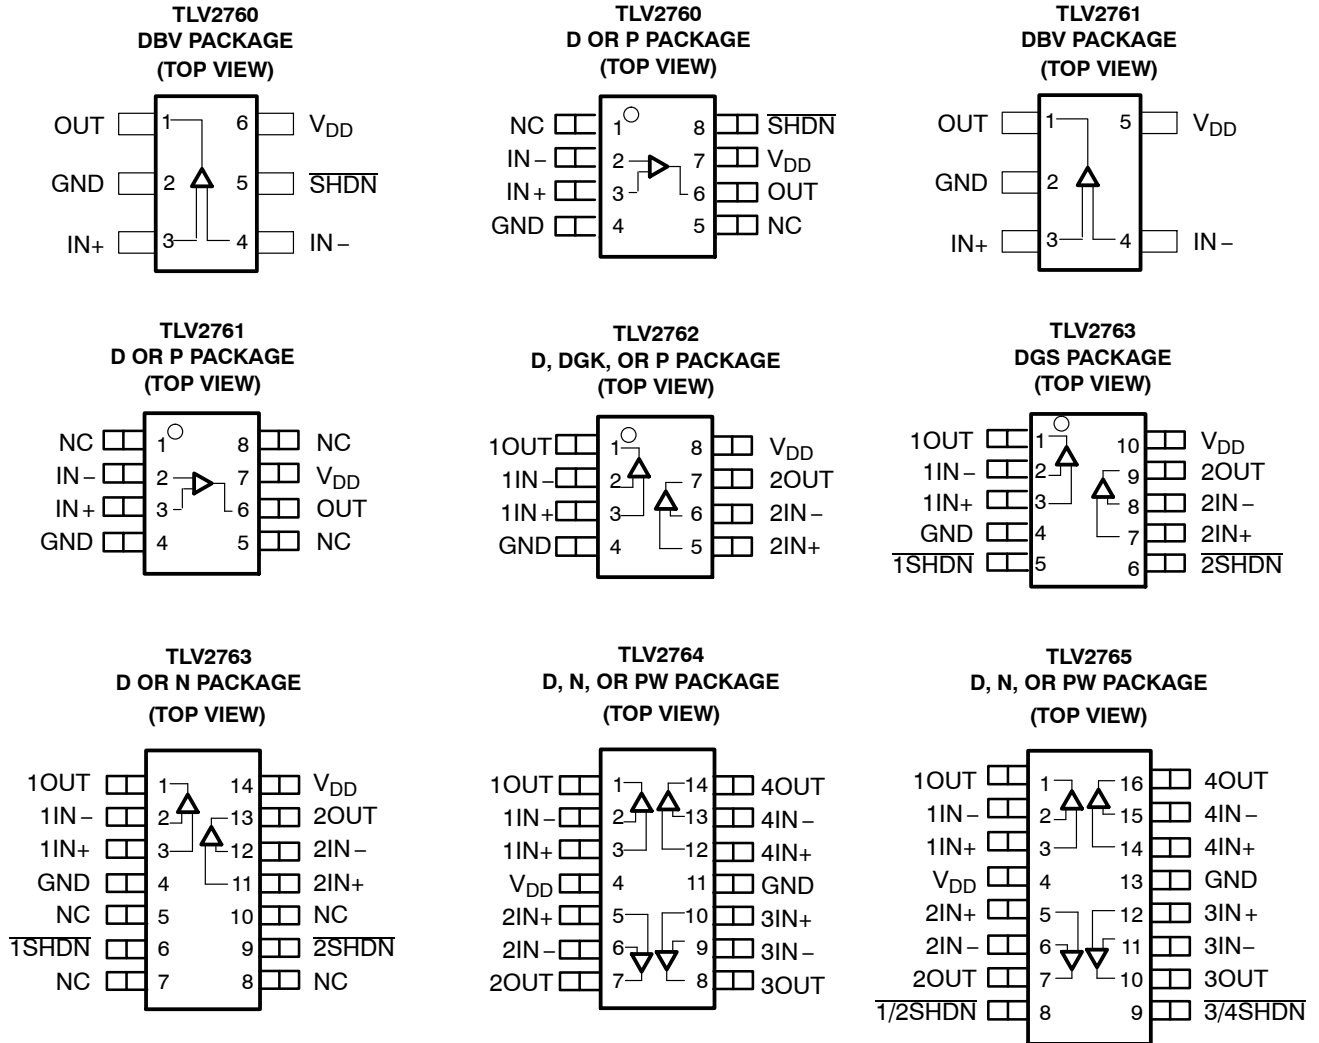 TLV2760
DBV PACKAGE
(TOP VIEW)
OUT 1 6 VDD
GND 2 5 SHDN
IN+ 3 4 IN−
TLV2760
D OR P PACKAGE
(TOP VIEW)
NC 1 8 SHDN
IN− 2 7 VDD
IN+ 3 6 OUT
GND 4 5 NC
TLV2761
DBV PACKAGE
(TOP VIEW)
OUT 1 5 VDD
GND 2
IN+ 3 4 IN−
TLV2761
D OR P PACKAGE
(TOP VIEW)
NC 1 8 NC
IN− 2 7 VDD
IN+ 3 6 OUT
GND 4 5 NC
TLV2762
D, DGK, OR P PACKAGE
(TOP VIEW)
1OUT 1 8 VDD
1IN− 2 7 2OUT
1IN+ 3 6 2IN−
GND 4 5 2IN+
TLV2763
DGS PACKAGE
(TOP VIEW)
1OUT 1 10 VDD
1IN− 2 9 2OUT
1IN+ 3 8 2IN−
GND 4 7 2IN+
1SHDN 5 6 2SHDN
TLV2763
D OR N PACKAGE
(TOP VIEW)
1OUT 1 14 VDD
1IN− 2 13 2OUT
1IN+ 3 12 2IN−
GND 4 11 2IN+
NC 5 10 NC
1SHDN 6 9 2SHDN
NC 7 8 NC
TLV2764
D, N, OR PW PACKAGE
(TOP VIEW)
1OUT 1 14 4OUT
1IN− 2 13 4IN−
1IN+ 3 12 4IN+
VDD 4 11 GND
2IN+ 5 10 3IN+
2IN− 6 9 3IN−
2OUT 7 8 3OUT
TLV2765
D, N, OR PW PACKAGE
(TOP VIEW)
1OUT 1 16 4OUT
1IN− 2 15 4IN−
1IN+ 3 14 4IN+
VDD 4 13 GND
2IN+ 5 12 3IN+
2IN− 6 11 3IN−
2OUT 7 10 3OUT
1/2SHDN 8 9 3/4SHDN